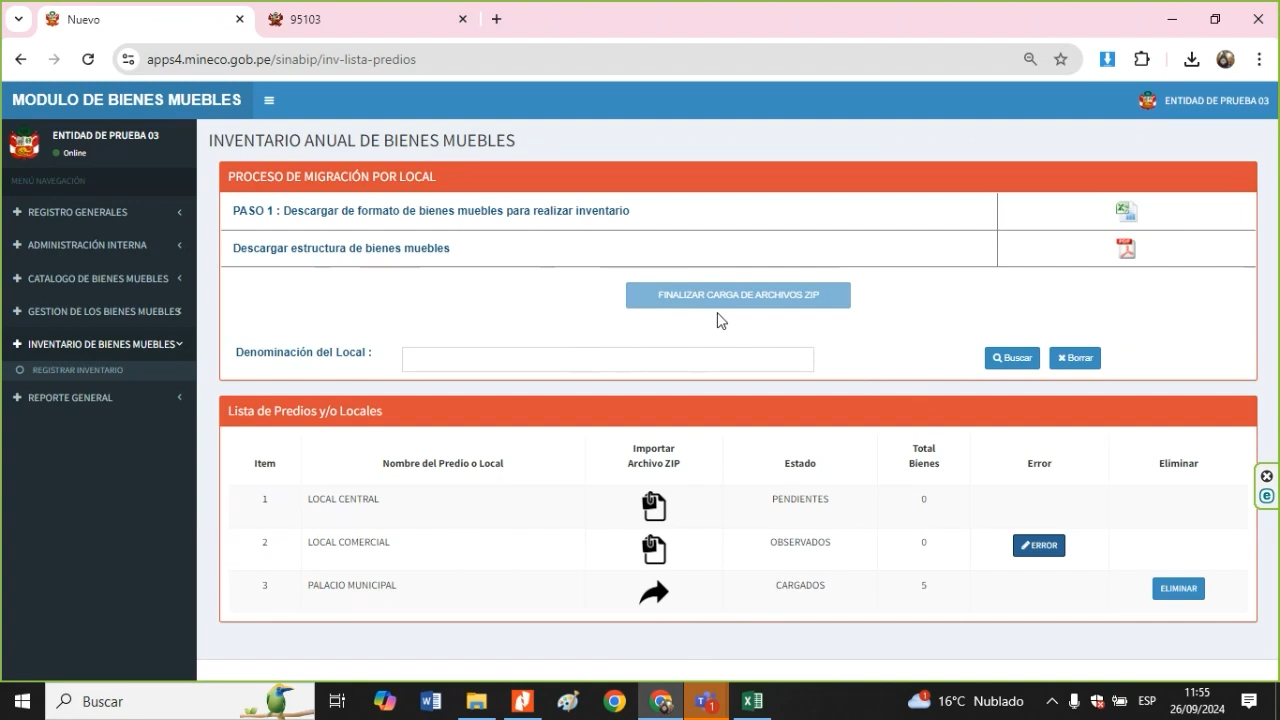 Nuevo
95103
apps4.mineco.gob.pe/sinabip/inv-lista-predios
MODULO DE BIENES MUEBLES
ENTIDAD DE PRUEBA 03
ENTIDAD DE PRUEBA 03
Online
MENÚ NAVEGACIÓN
REGISTRO GENERALES
ADMINISTRACIÓN INTERNA
CATALOGO DE BIENES MUEBLES
GESTION DE LOS BIENES MUEBLES
INVENTARIO DE BIENES MUEBLES
REGISTRAR INVENTARIO
REPORTE GENERAL
INVENTARIO ANUAL DE BIENES MUEBLES
PROCESO DE MIGRACIÓN POR LOCAL
PASO 1 : Descargar de formato de bienes muebles para realizar inventario
Descargar estructura de bienes muebles
FINALIZAR CARGA DE ARCHIVOS ZIP
Denominación del Local :
Buscar
Borrar
Lista de Predios y/o Locales
Item
Nombre del Predio o Local
Importar
Archivo ZIP
Estado
Total
Bienes
Error
Eliminar
1 LOCAL CENTRAL PENDIENTES 0
2 LOCAL COMERCIAL OBSERVADOS 0 ERROR
3 PALACIO MUNICIPAL CARGADOS 5 ELIMINAR
Buscar
1
1
16°C Nublado
ESP
11:55
26/09/2024